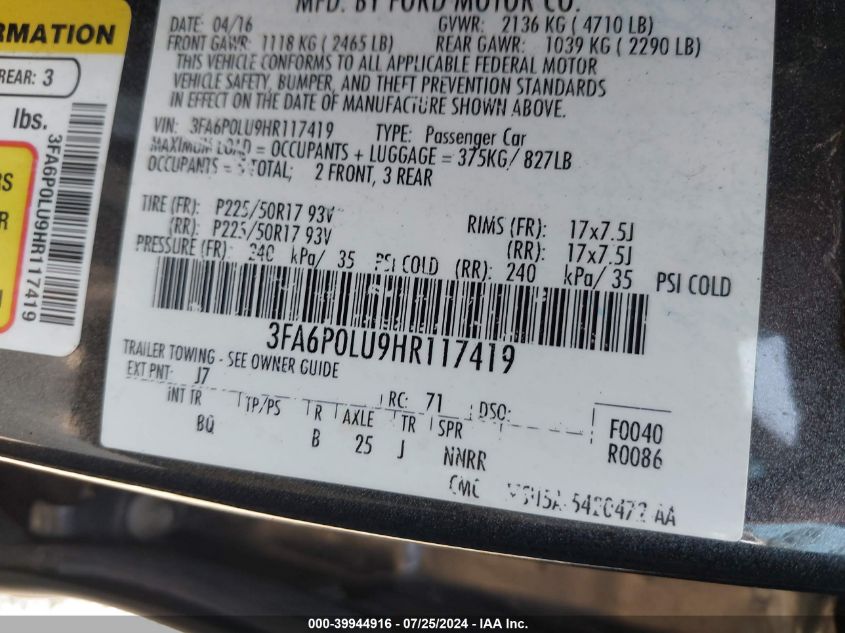 MFD. BY FORD MOTOR CO.
DATE: 04/16 GVWR: 2136 KG ( 4710 LB)
FRONT GAWR: 1118 KG ( 2465 LB) REAR GAWR: 1039 KG ( 2290 LB)
THIS VEHICLE CONFORMS TO ALL APPLICABLE FEDERAL MOTOR
VEHICLE SAFETY, BUMPER, AND THEFT PREVENTION STANDARDS
IN EFFECT ON THE DATE OF MANUFACTURE SHOWN ABOVE.
VIN: 3FA6P0LU9HR117419 TYPE: Passenger Car
MAXIMUM LOAD = OCCUPANTS + LUGGAGE = 375KG/ 827LB
OCCUPANTS = 5 TOTAL; 2 FRONT, 3 REAR
TIRE (FR): P225/50R17 93V RIMS (FR): 17x7.5J
(RR): P225/50R17 93V (RR): 17x7.5J
PRESSURE (FR): 240 kPa/ 35 PSI COLD (RR): 240 kPa/ 35 PSI COLD
3FA6P0LU9HR117419
TRAILER TOWING - SEE OWNER GUIDE
EXT PNT: J7 RC: 71 DSO:
INT TR TP/PS R AXLE TR SPR F0040
BQ B 25 J NNRR R0086
CMC 5420472 AA
ORMATION
REAR: 3
lbs.
3FA6P0LU9HR117419
RS
R
000-39944916 - 07/25/2024 - IAAI Inc.